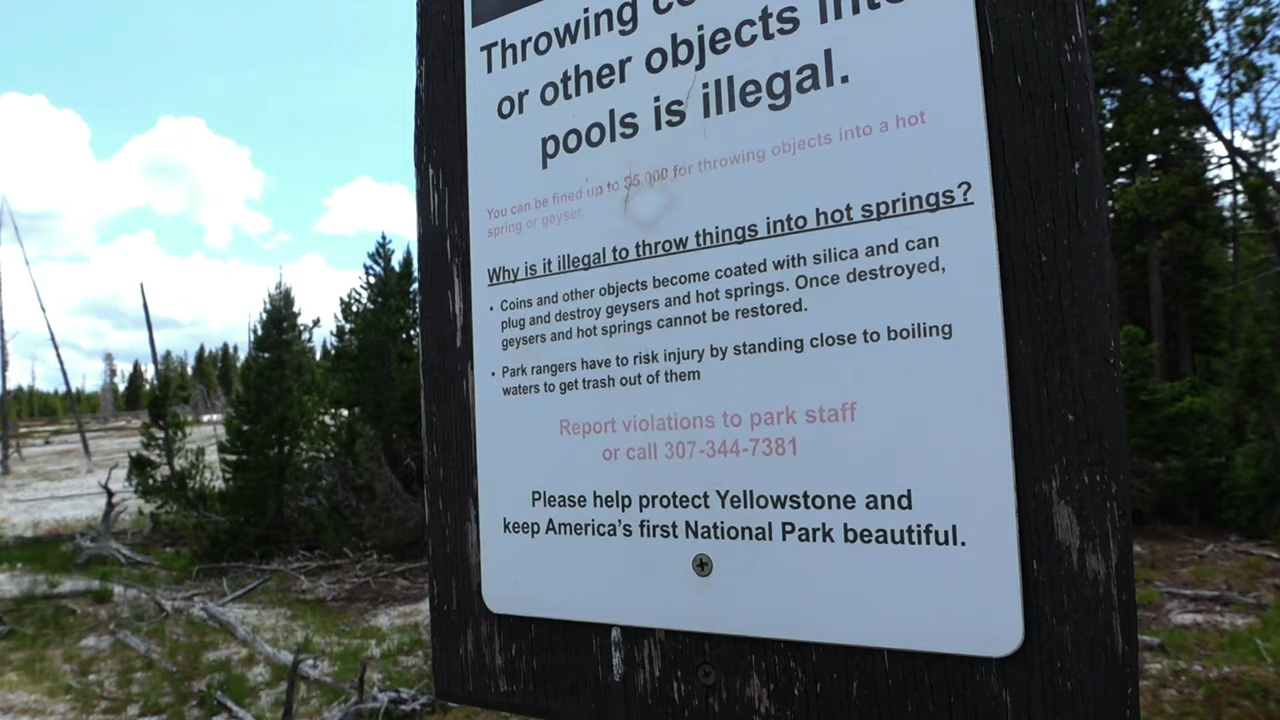 Throwing
or other objects into
pools is illegal.
You can be fined up to $5,000 for throwing objects into a hot
spring or geyser.
Why is it illegal to throw things into hot springs?
• Coins and other objects become coated with silica and can
plug and destroy geysers and hot springs. Once destroyed,
geysers and hot springs cannot be restored.
• Park rangers have to risk injury by standing close to boiling
waters to get trash out of them
Report violations to park staff
or call 307-344-7381
Please help protect Yellowstone and
keep America's first National Park beautiful.